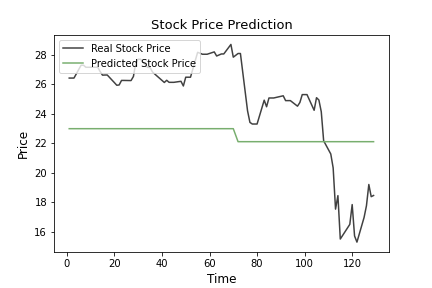 Stock Price Prediction
Real Stock Price
Predicted Stock Price
Price
28
26
24
22
20
18
16
0 20 40 60 80 100 120
Time